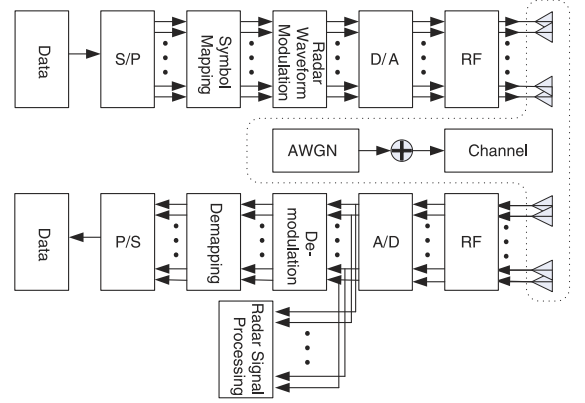 Data
S/P
Symbol
Mapping
Radar
Waveform
Modulation
D/A
RF
AWGN
Channel
Data
P/S
Demapping
De-
modulation
A/D
RF
Radar Signal
Processing